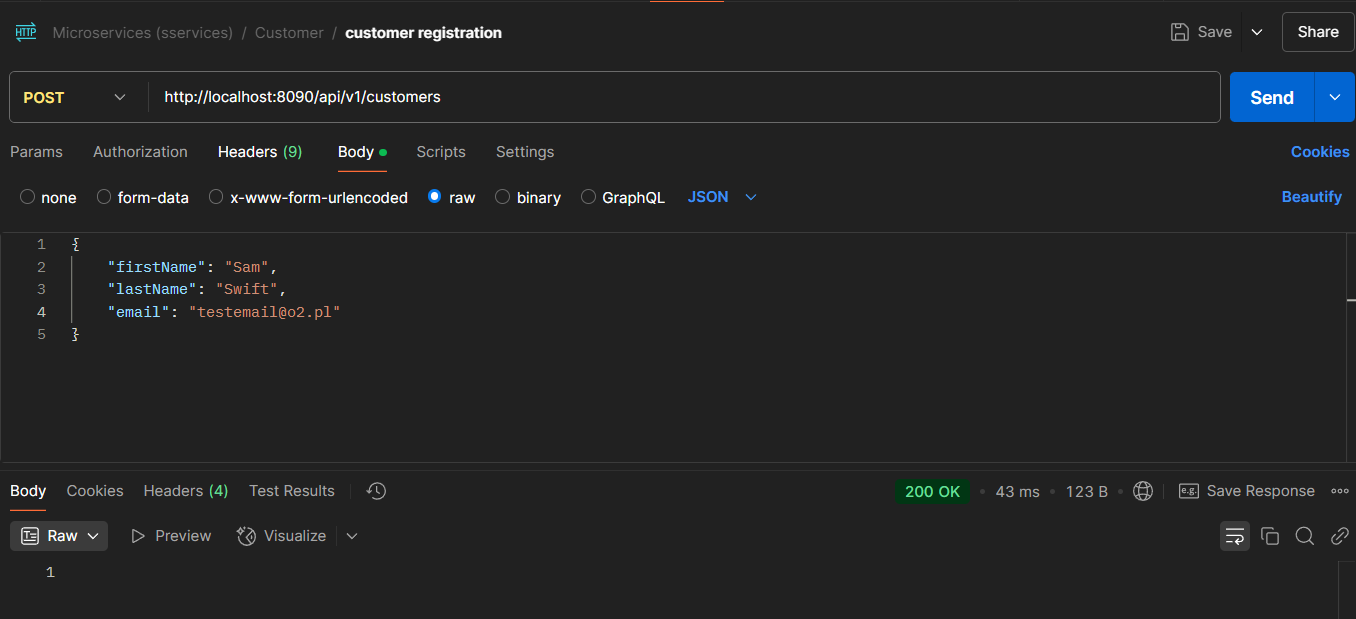 HTTP Microservices (sservices) / Customer / customer registration Save Share
POST http://localhost:8090/api/v1/customers Send
Params Authorization Headers (9) Body Scripts Settings Cookies
none form-data x-www-form-urlencoded raw binary GraphQL JSON Beautify
1 {
2 "firstName": "Sam",
3 "lastName": "Swift",
4 "email": "testemail@o2.pl"
5 }
Body Cookies Headers (4) Test Results 200 OK • 43 ms • 123 B • e.g. Save Response
Raw Preview Visualize
1